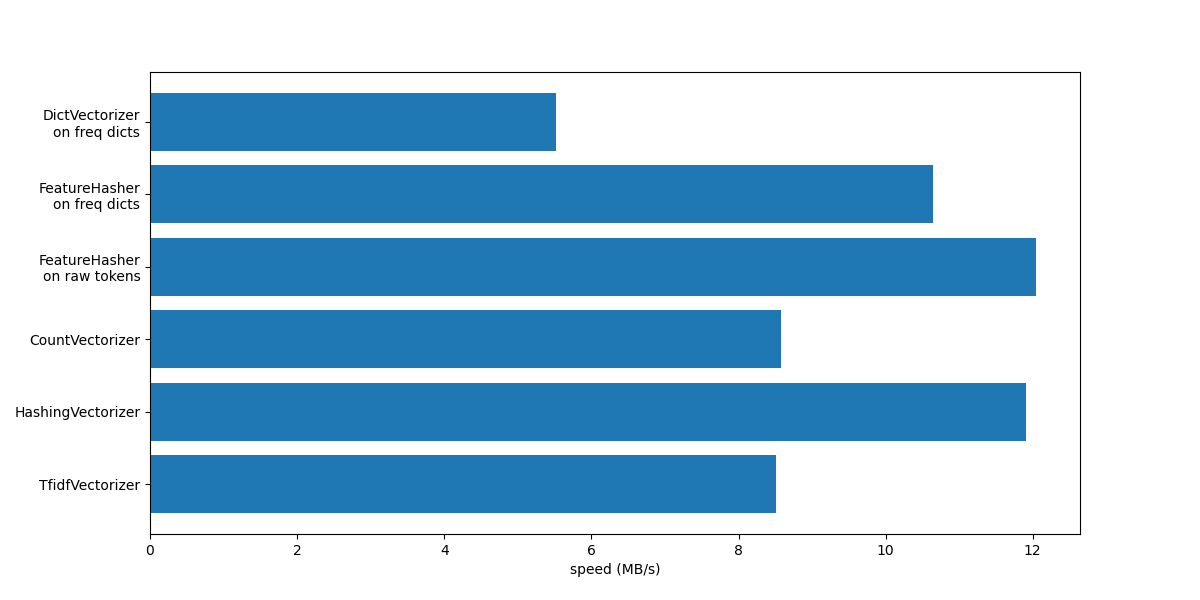 DictVectorizer
on freq dicts
FeatureHasher
on freq dicts
FeatureHasher
on raw tokens
CountVectorizer
HashingVectorizer
TfidfVectorizer
0 2 4 6 8 10 12
speed (MB/s)